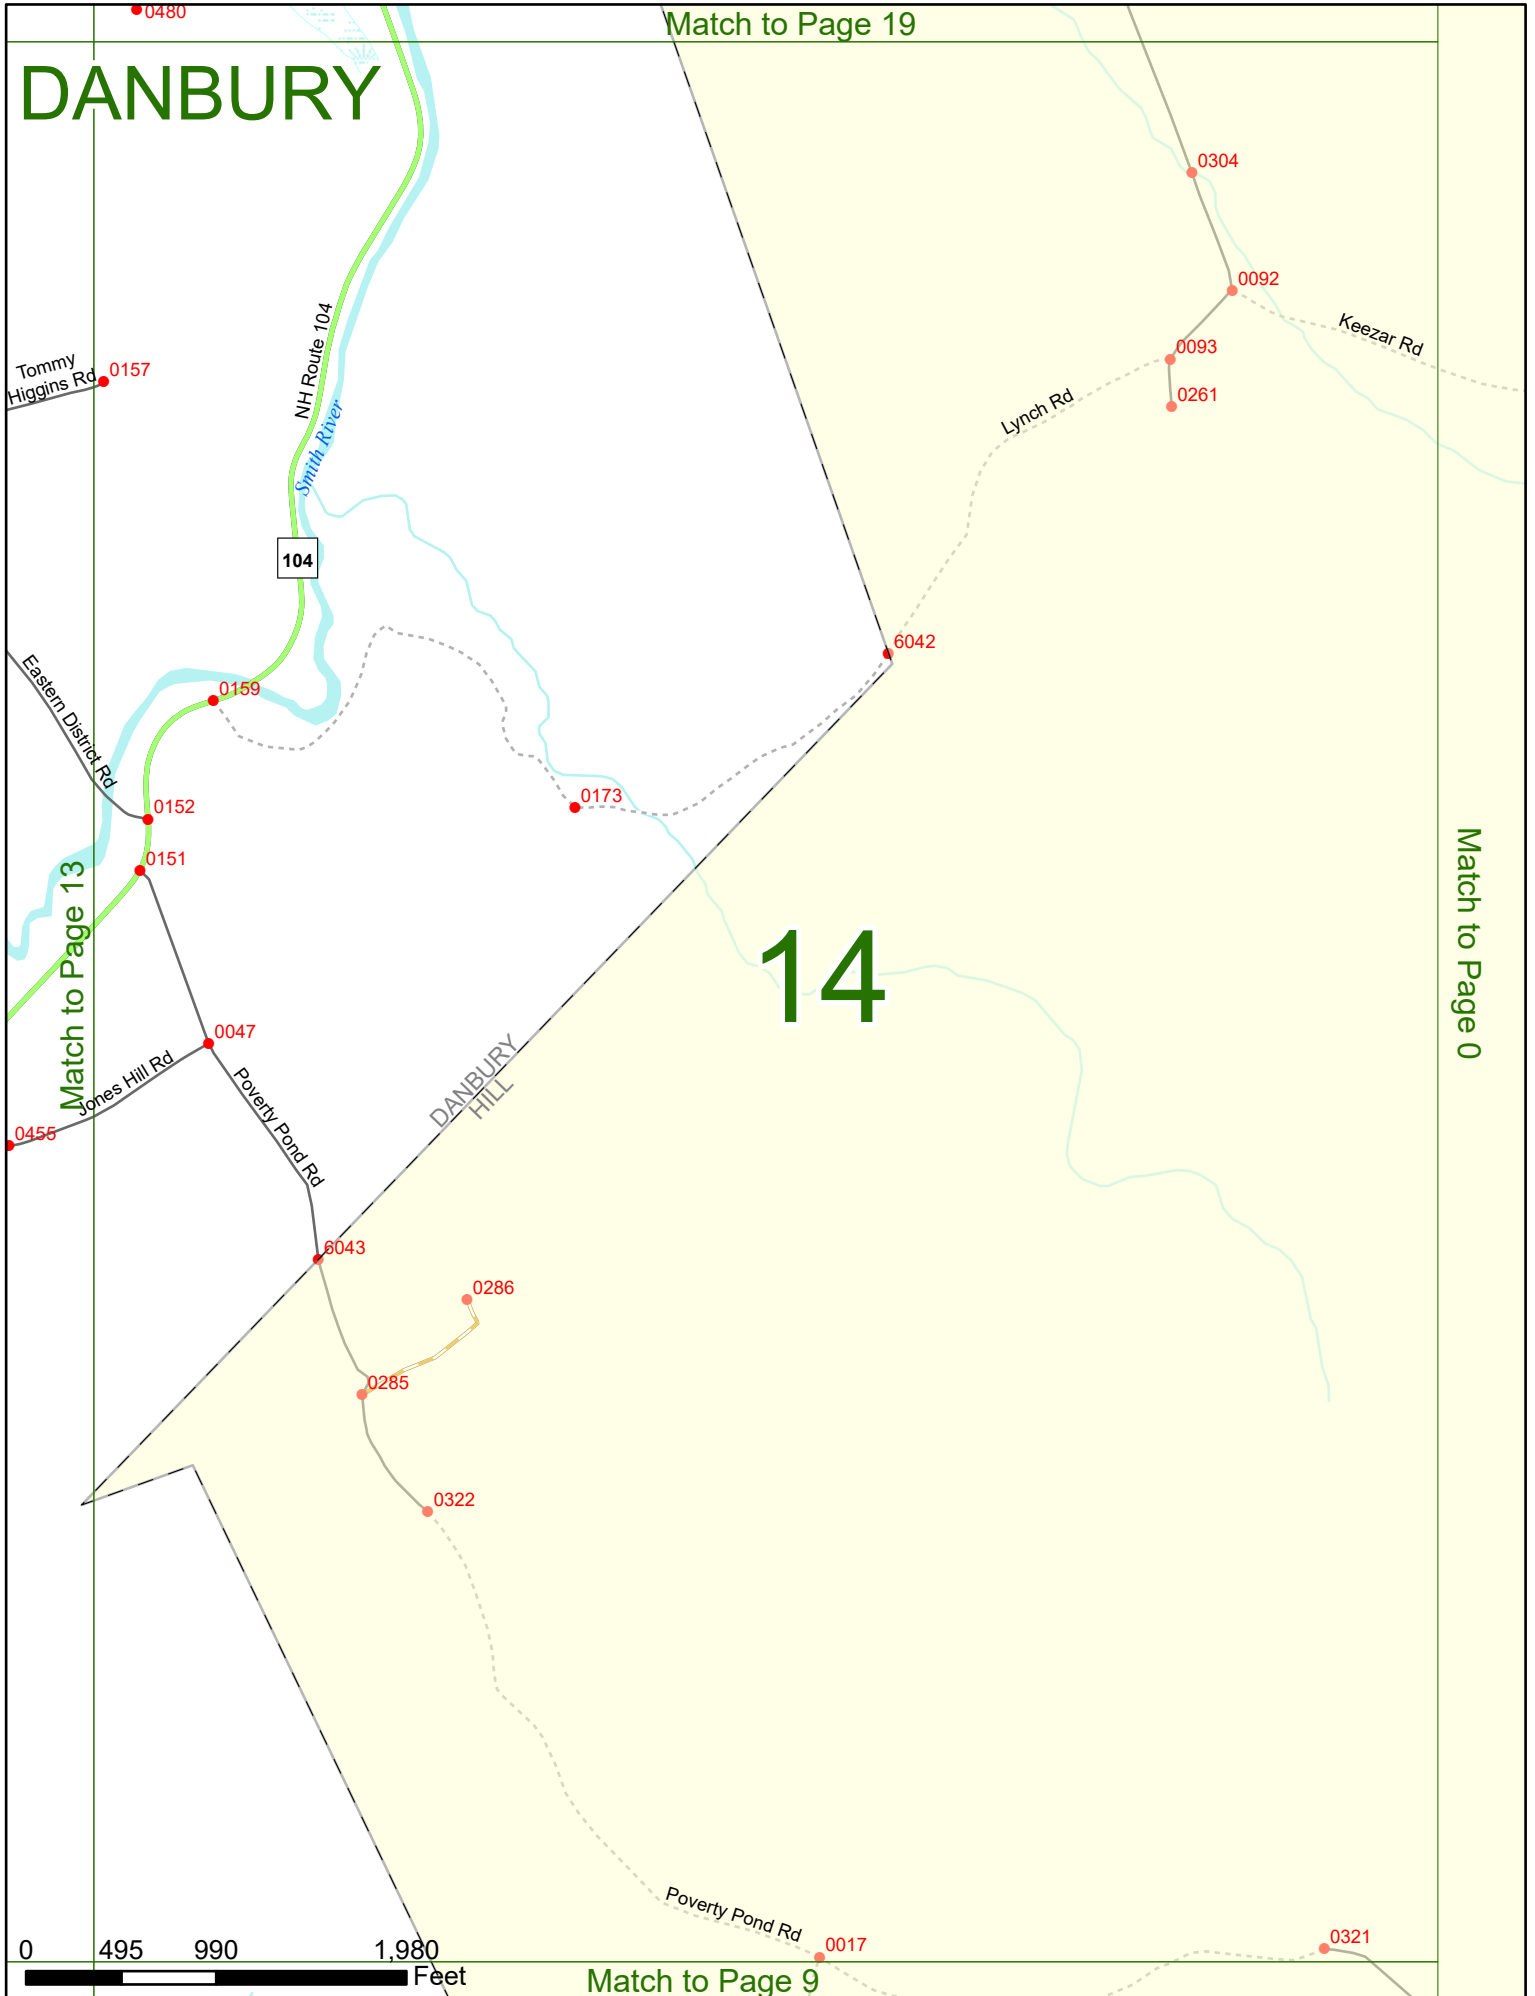 0480
Match to Page 19
DANBURY
0304
0092
Keezar Rd
0093
0261
Lynch Rd
Tommy
Higgins Rd
0157
NH Route 104
Smith River
104
6042
Eastern District Rd
0159
0152
0173
0151
Match to Page 13
Match to Page 0
14
0047
Jones Hill Rd
Poverty Pond Rd
DANBURY
HILL
0455
6043
0286
0285
0322
Poverty Pond Rd
0017
0321
0 495 990 1,980
Feet
Match to Page 9